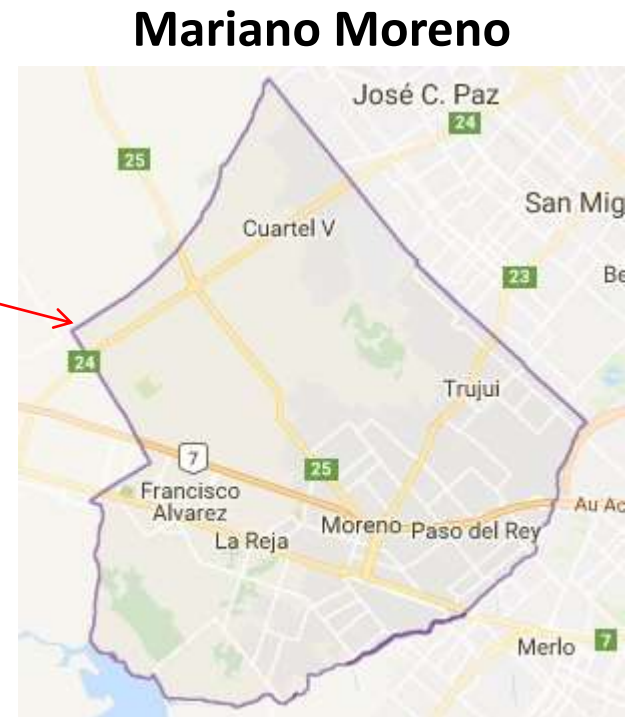 Mariano Moreno
José C. Paz
24
25
San Mig
Cuartel V
23
Be
24
Trujui
7
25
Francisco
Alvarez
Au Ac
Moreno
Paso del Rey
La Reja
Merlo
7